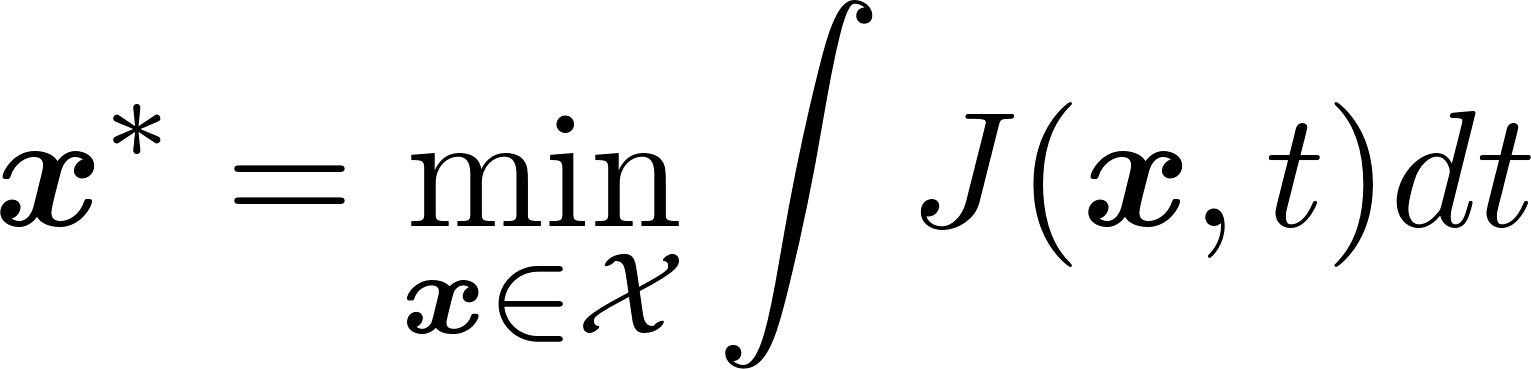 𝒙* = min_{𝒙∈𝒳} ∫ J(𝒙, t)dt